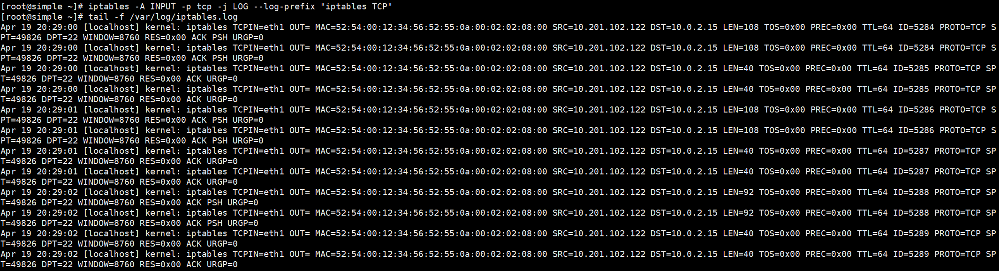 [root@simple ~]# iptables -A INPUT -p tcp -j LOG --log-prefix "iptables TCP"
[root@simple ~]# tail -f /var/log/iptables.log
Apr 19 20:29:00 [localhost] kernel: iptables TCPIN=eth1 OUT= MAC=52:54:00:12:34:56:52:55:0a:00:02:02:08:00 SRC=10.201.102.122 DST=10.0.2.15 LEN=108 TOS=0x00 PREC=0x00 TTL=64 ID=5284 PROTO=TCP S
PT=49826 DPT=22 WINDOW=8760 RES=0x00 ACK PSH URGP=0
Apr 19 20:29:00 [localhost] kernel: iptables TCPIN=eth1 OUT= MAC=52:54:00:12:34:56:52:55:0a:00:02:02:08:00 SRC=10.201.102.122 DST=10.0.2.15 LEN=108 TOS=0x00 PREC=0x00 TTL=64 ID=5284 PROTO=TCP S
PT=49826 DPT=22 WINDOW=8760 RES=0x00 ACK PSH URGP=0
Apr 19 20:29:00 [localhost] kernel: iptables TCPIN=eth1 OUT= MAC=52:54:00:12:34:56:52:55:0a:00:02:02:08:00 SRC=10.201.102.122 DST=10.0.2.15 LEN=40 TOS=0x00 PREC=0x00 TTL=64 ID=5285 PROTO=TCP SP
T=49826 DPT=22 WINDOW=8760 RES=0x00 ACK URGP=0
Apr 19 20:29:00 [localhost] kernel: iptables TCPIN=eth1 OUT= MAC=52:54:00:12:34:56:52:55:0a:00:02:02:08:00 SRC=10.201.102.122 DST=10.0.2.15 LEN=40 TOS=0x00 PREC=0x00 TTL=64 ID=5285 PROTO=TCP SP
T=49826 DPT=22 WINDOW=8760 RES=0x00 ACK URGP=0
Apr 19 20:29:01 [localhost] kernel: iptables TCPIN=eth1 OUT= MAC=52:54:00:12:34:56:52:55:0a:00:02:02:08:00 SRC=10.201.102.122 DST=10.0.2.15 LEN=108 TOS=0x00 PREC=0x00 TTL=64 ID=5286 PROTO=TCP S
PT=49826 DPT=22 WINDOW=8760 RES=0x00 ACK PSH URGP=0
Apr 19 20:29:01 [localhost] kernel: iptables TCPIN=eth1 OUT= MAC=52:54:00:12:34:56:52:55:0a:00:02:02:08:00 SRC=10.201.102.122 DST=10.0.2.15 LEN=108 TOS=0x00 PREC=0x00 TTL=64 ID=5286 PROTO=TCP S
PT=49826 DPT=22 WINDOW=8760 RES=0x00 ACK PSH URGP=0
Apr 19 20:29:01 [localhost] kernel: iptables TCPIN=eth1 OUT= MAC=52:54:00:12:34:56:52:55:0a:00:02:02:08:00 SRC=10.201.102.122 DST=10.0.2.15 LEN=40 TOS=0x00 PREC=0x00 TTL=64 ID=5287 PROTO=TCP SP
T=49826 DPT=22 WINDOW=8760 RES=0x00 ACK URGP=0
Apr 19 20:29:01 [localhost] kernel: iptables TCPIN=eth1 OUT= MAC=52:54:00:12:34:56:52:55:0a:00:02:02:08:00 SRC=10.201.102.122 DST=10.0.2.15 LEN=40 TOS=0x00 PREC=0x00 TTL=64 ID=5287 PROTO=TCP SP
T=49826 DPT=22 WINDOW=8760 RES=0x00 ACK URGP=0
Apr 19 20:29:02 [localhost] kernel: iptables TCPIN=eth1 OUT= MAC=52:54:00:12:34:56:52:55:0a:00:02:02:08:00 SRC=10.201.102.122 DST=10.0.2.15 LEN=92 TOS=0x00 PREC=0x00 TTL=64 ID=5288 PROTO=TCP SP
T=49826 DPT=22 WINDOW=8760 RES=0x00 ACK PSH URGP=0
Apr 19 20:29:02 [localhost] kernel: iptables TCPIN=eth1 OUT= MAC=52:54:00:12:34:56:52:55:0a:00:02:02:08:00 SRC=10.201.102.122 DST=10.0.2.15 LEN=92 TOS=0x00 PREC=0x00 TTL=64 ID=5288 PROTO=TCP SP
T=49826 DPT=22 WINDOW=8760 RES=0x00 ACK PSH URGP=0
Apr 19 20:29:02 [localhost] kernel: iptables TCPIN=eth1 OUT= MAC=52:54:00:12:34:56:52:55:0a:00:02:02:08:00 SRC=10.201.102.122 DST=10.0.2.15 LEN=40 TOS=0x00 PREC=0x00 TTL=64 ID=5289 PROTO=TCP SP
T=49826 DPT=22 WINDOW=8760 RES=0x00 ACK URGP=0
Apr 19 20:29:02 [localhost] kernel: iptables TCPIN=eth1 OUT= MAC=52:54:00:12:34:56:52:55:0a:00:02:02:08:00 SRC=10.201.102.122 DST=10.0.2.15 LEN=40 TOS=0x00 PREC=0x00 TTL=64 ID=5289 PROTO=TCP SP
T=49826 DPT=22 WINDOW=8760 RES=0x00 ACK URGP=0